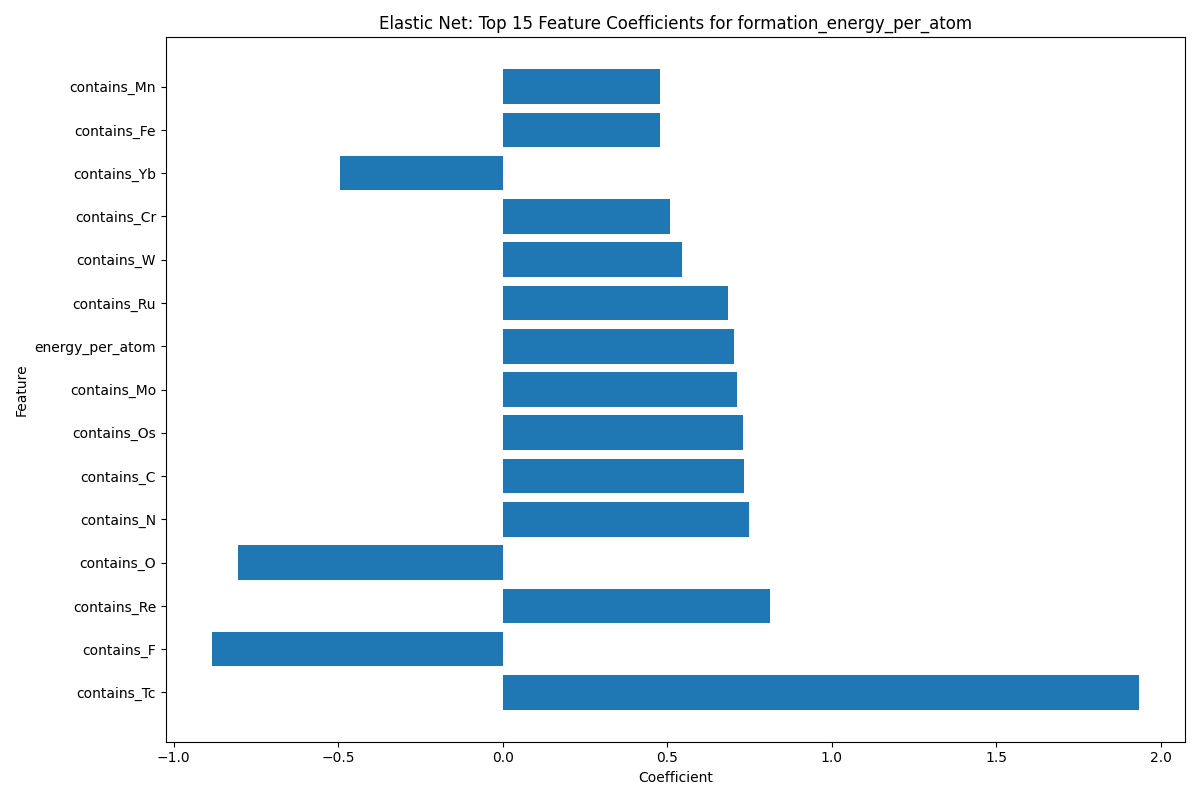 Elastic Net: Top 15 Feature Coefficients for formation_energy_per_atom
contains_Mn
contains_Fe
contains_Yb
contains_Cr
contains_W
contains_Ru
energy_per_atom
contains_Mo
contains_Os
contains_C
contains_N
contains_O
contains_Re
contains_F
contains_Tc
Feature
−1.0 −0.5 0.0 0.5 1.0 1.5 2.0
Coefficient